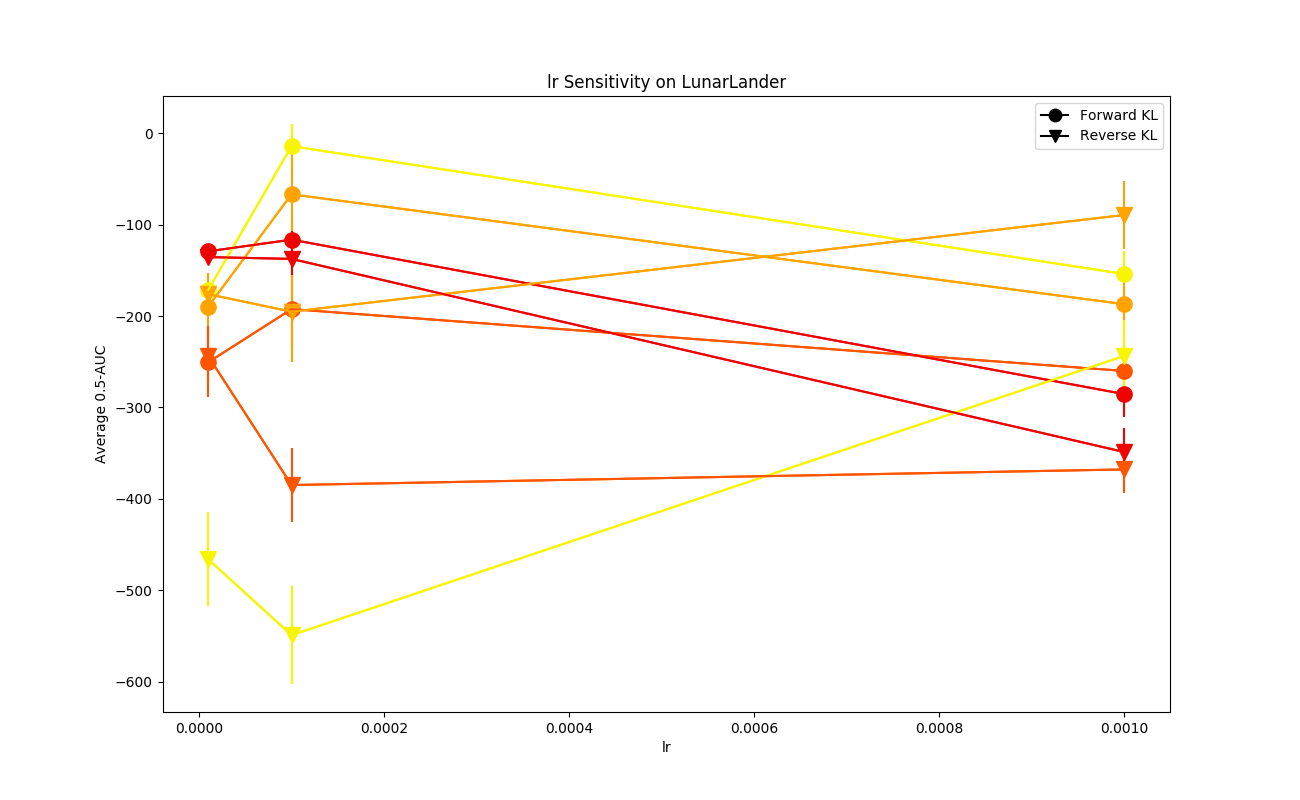 lr Sensitivity on LunarLander
Forward KL
Reverse KL
0
−100
−200
−300
−400
−500
−600
Average 0.5-AUC
0.0000
0.0002
0.0004
0.0006
0.0008
0.0010
lr